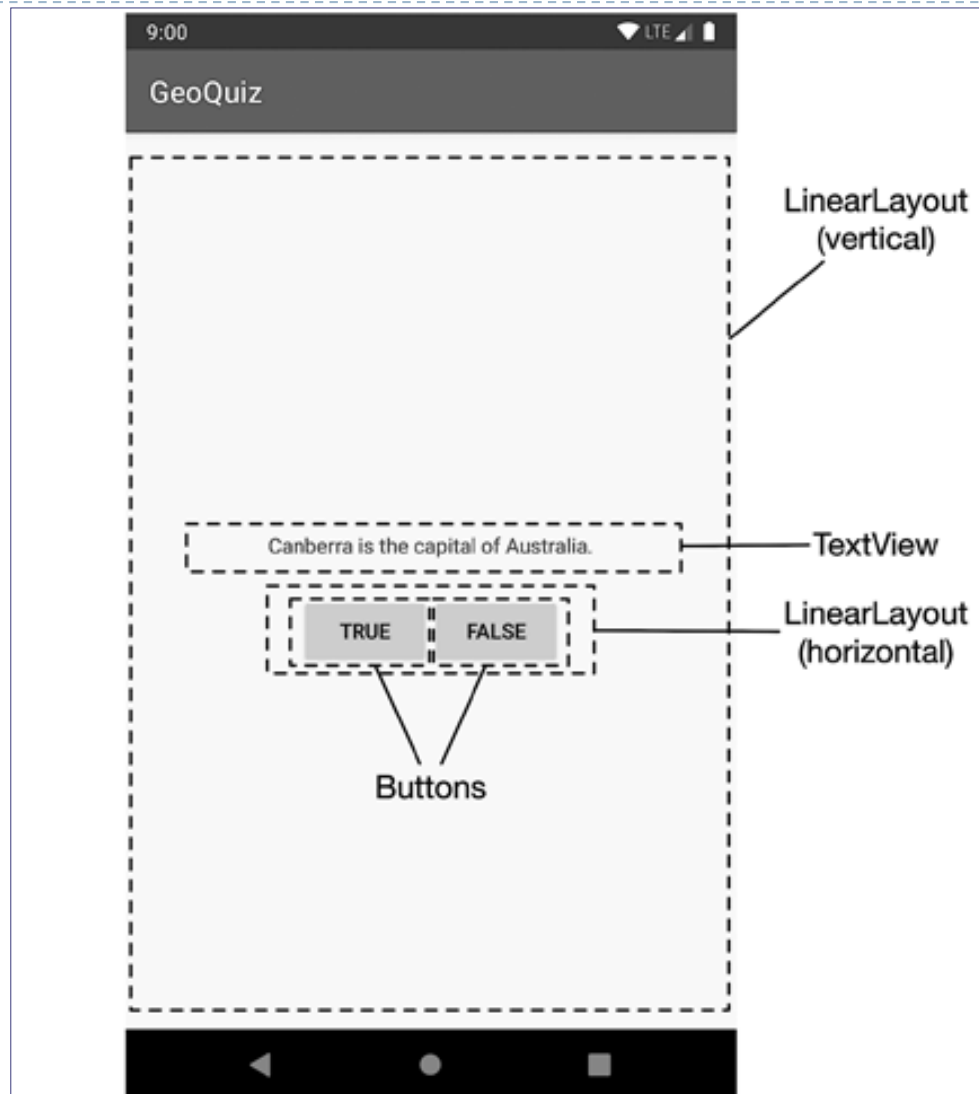 9:00 LTE
GeoQuiz
LinearLayout
(vertical)
Canberra is the capital of Australia.
TextView
TRUE FALSE
LinearLayout
(horizontal)
Buttons